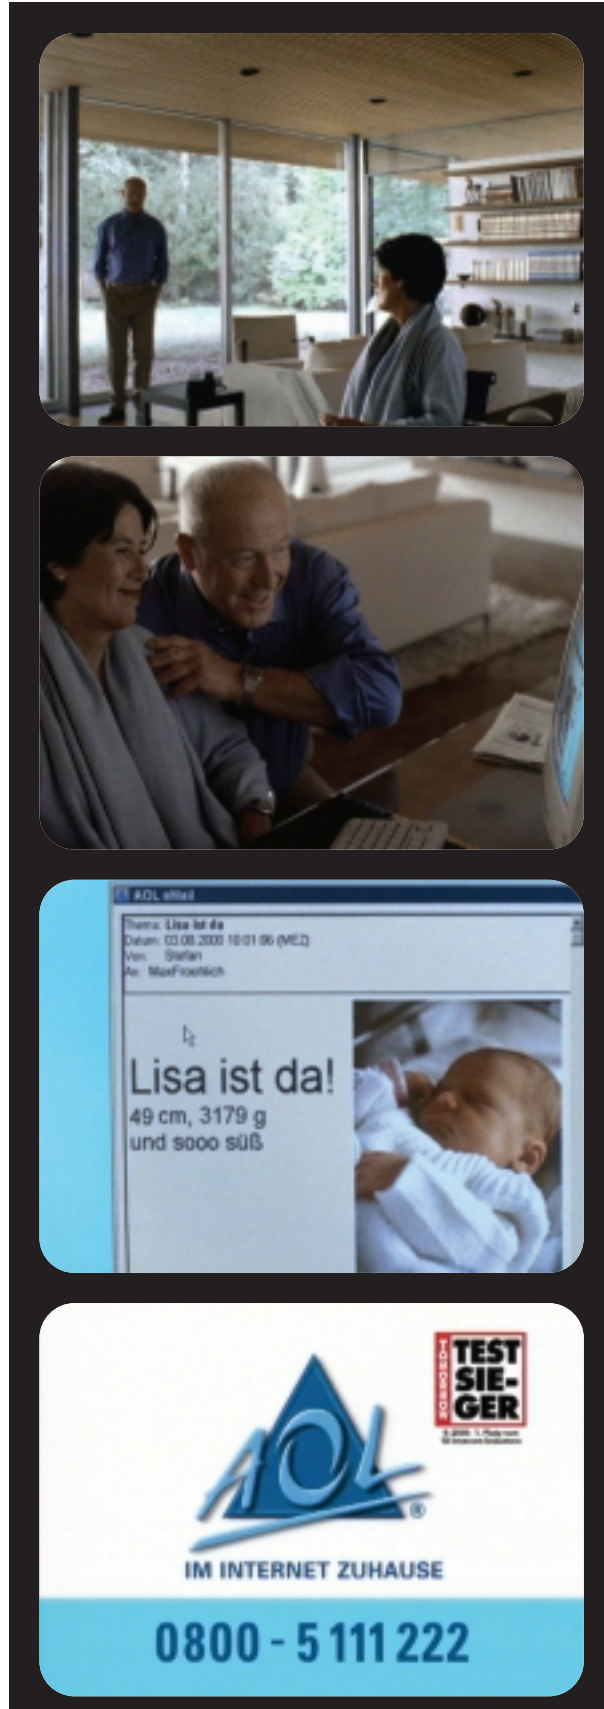 AOL eMail
Thema: Lisa ist da
Datum: 03.08.2000 10:01:06 (MEZ)
Von: Stefan
An: MaxFroehlich
Lisa ist da!
49 cm, 3179 g
und sooo süß
TOMORROW
TEST
SIE-
GER
AOL®
IM INTERNET ZUHAUSE
0800 - 5 111 222